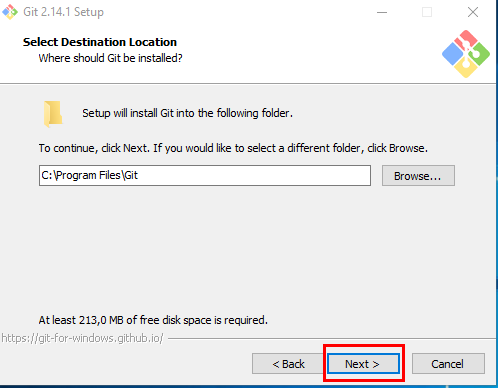 Git 2.14.1 Setup
Select Destination Location
Where should Git be installed?
Setup will install Git into the following folder.
To continue, click Next. If you would like to select a different folder, click Browse.
C:\Program Files\Git
Browse...
At least 213,0 MB of free disk space is required.
https://git-for-windows.github.io/
< Back
Next >
Cancel